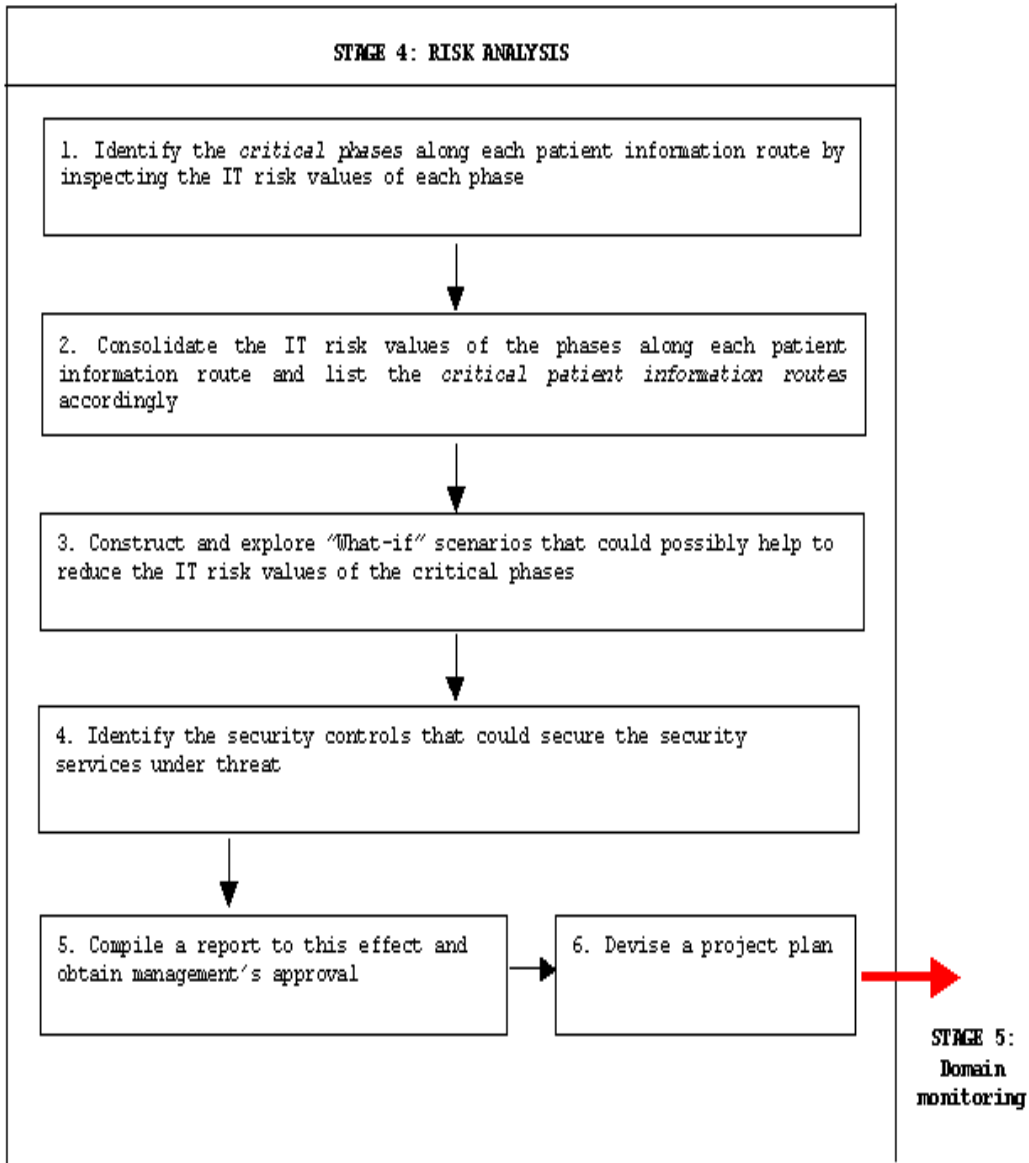 STAGE 4: RISK ANALYSIS
1. Identify the critical phases along each patient information route by
inspecting the IT risk values of each phase
2. Consolidate the IT risk values of the phases along each patient
information route and list the critical patient information routes
accordingly
3. Construct and explore "What-if" scenarios that could possibly help to
reduce the IT risk values of the critical phases
4. Identify the security controls that could secure the security
services under threat
5. Compile a report to this effect and
obtain management's approval
6. Devise a project plan
STAGE 5:
Domain
monitoring